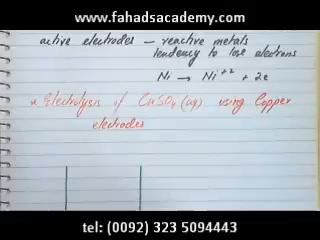 www.fahadsacademy.com
active electrodes – reactive metals
tendency to lose electrons
Ni → Ni⁺² + 2e
* Electrolysis of CuSO₄(aq) using Copper
electrodes
tel: (0092) 323 5094443